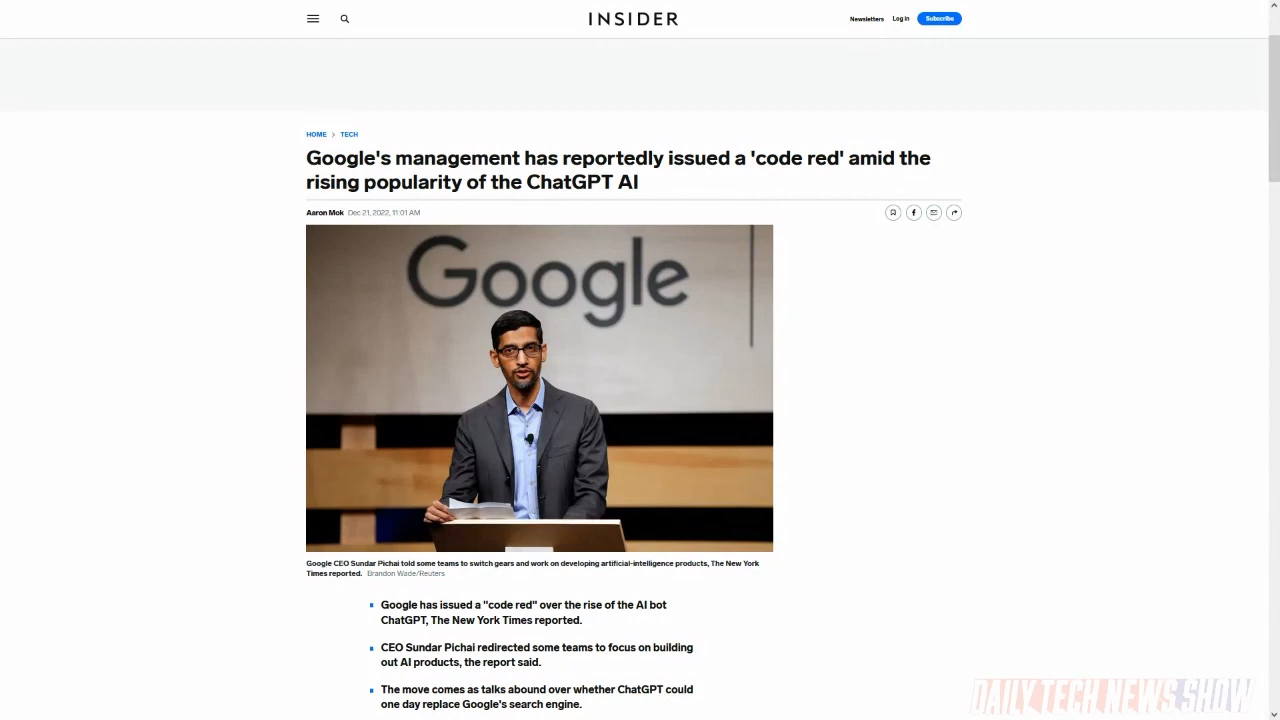 INSIDER
Newsletters Log in Subscribe
HOME > TECH
Google's management has reportedly issued a 'code red' amid the
rising popularity of the ChatGPT AI
Aaron Mok Dec 21, 2022, 11:01 AM
Google
Google CEO Sundar Pichai told some teams to switch gears and work on developing artificial-intelligence products, The New York
Times reported. Brandon Wade/Reuters
Google has issued a "code red" over the rise of the AI bot
ChatGPT, The New York Times reported.
CEO Sundar Pichai redirected some teams to focus on building
out AI products, the report said.
The move comes as talks abound over whether ChatGPT could
one day replace Google's search engine.
DAILY TECH NEWS SHOW